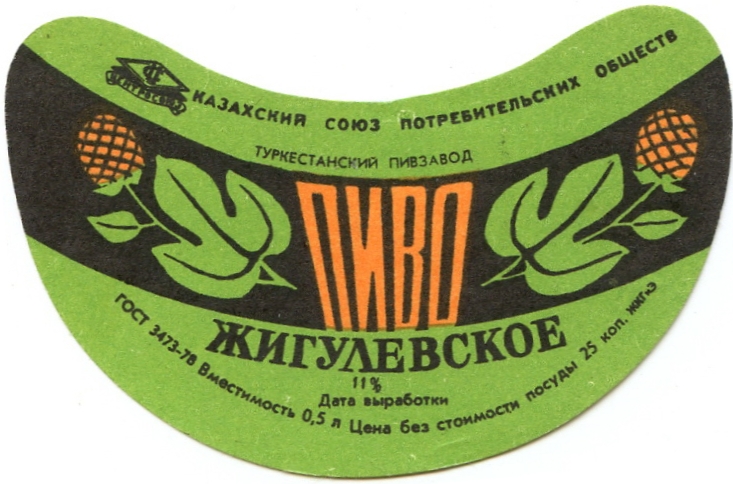 КАЗАХСКИЙ СОЮЗ ПОТРЕБИТЕЛЬСКИХ ОБЩЕСТВ
ТУРКЕСТАНСКИЙ ПИВЗАВОД
ПИВО
ЖИГУЛЕВСКОЕ
11%
Дата выработки
ГОСТ 3473-78 Вместимость 0,5 л Цена без стоимости посуды 25 коп.